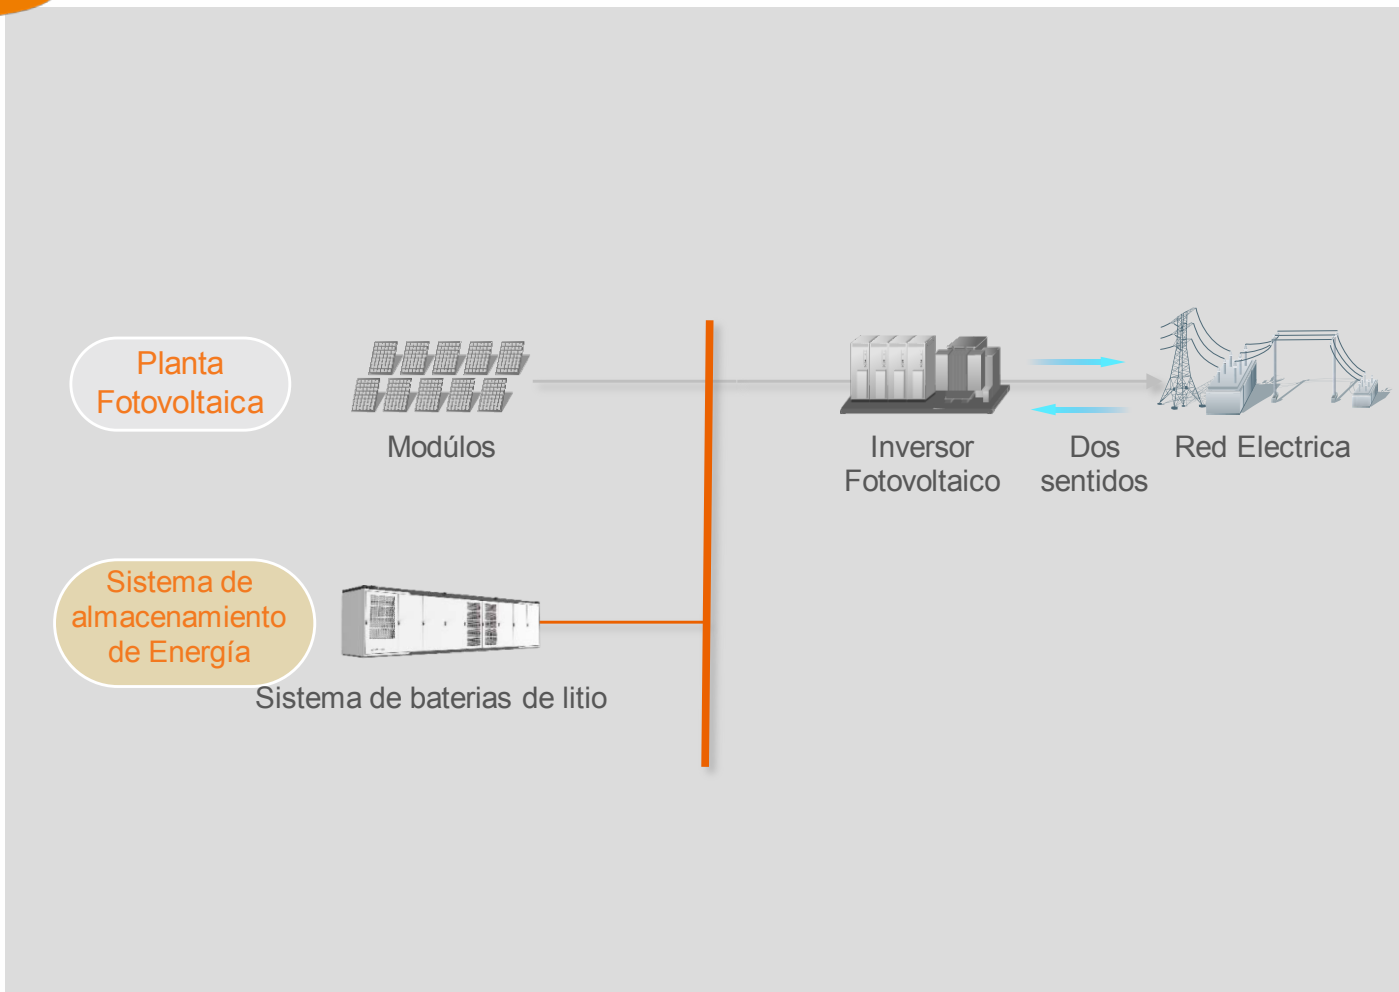 Planta
Fotovoltaica
Modúlos
Inversor
Fotovoltaico
Dos
sentidos
Red Electrica
Sistema de
almacenamiento
de Energía
Sistema de baterias de litio